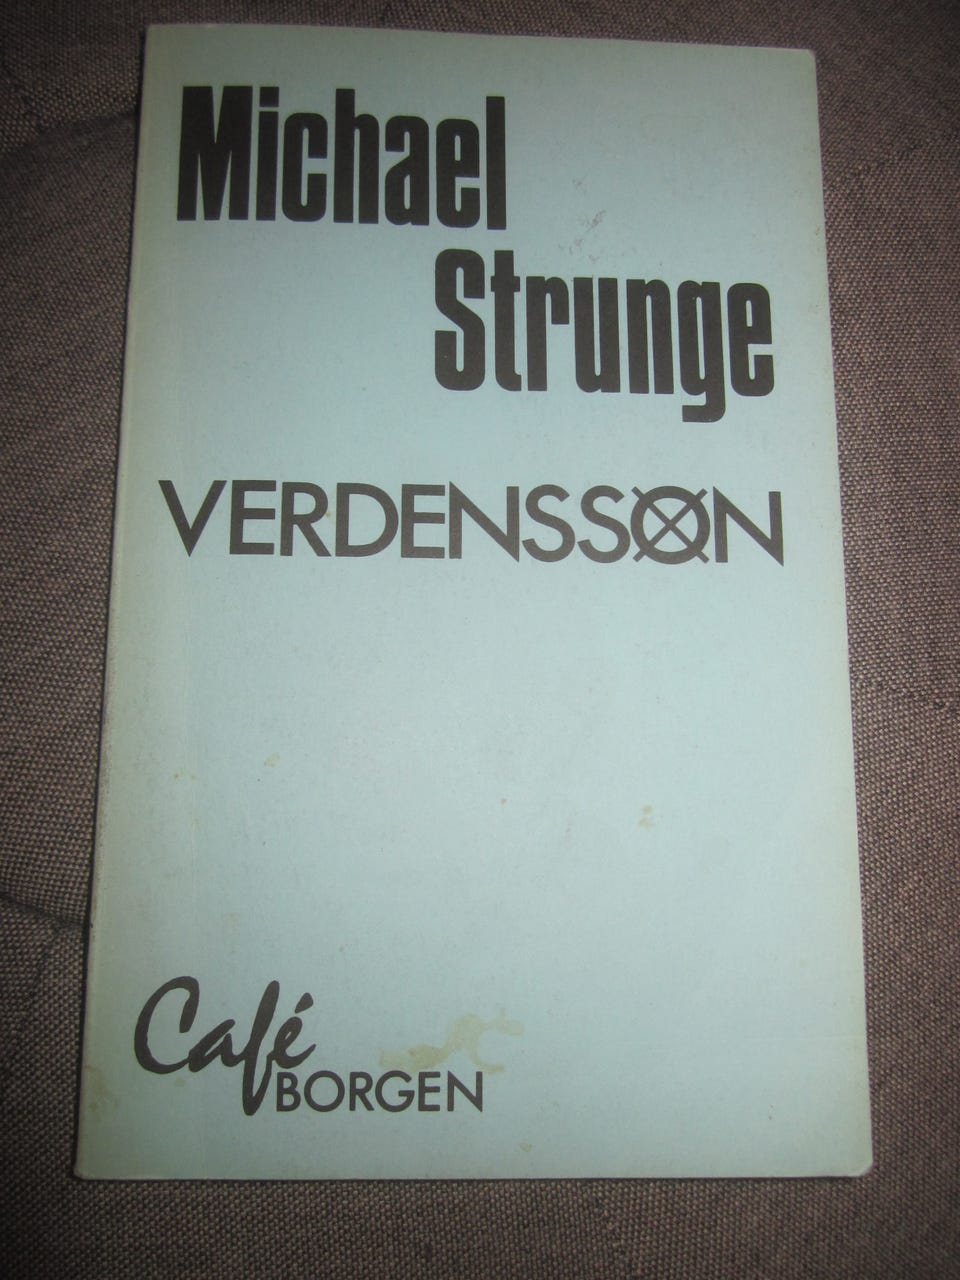 Michael
Strunge
VERDENSSØN
Café
BORGEN